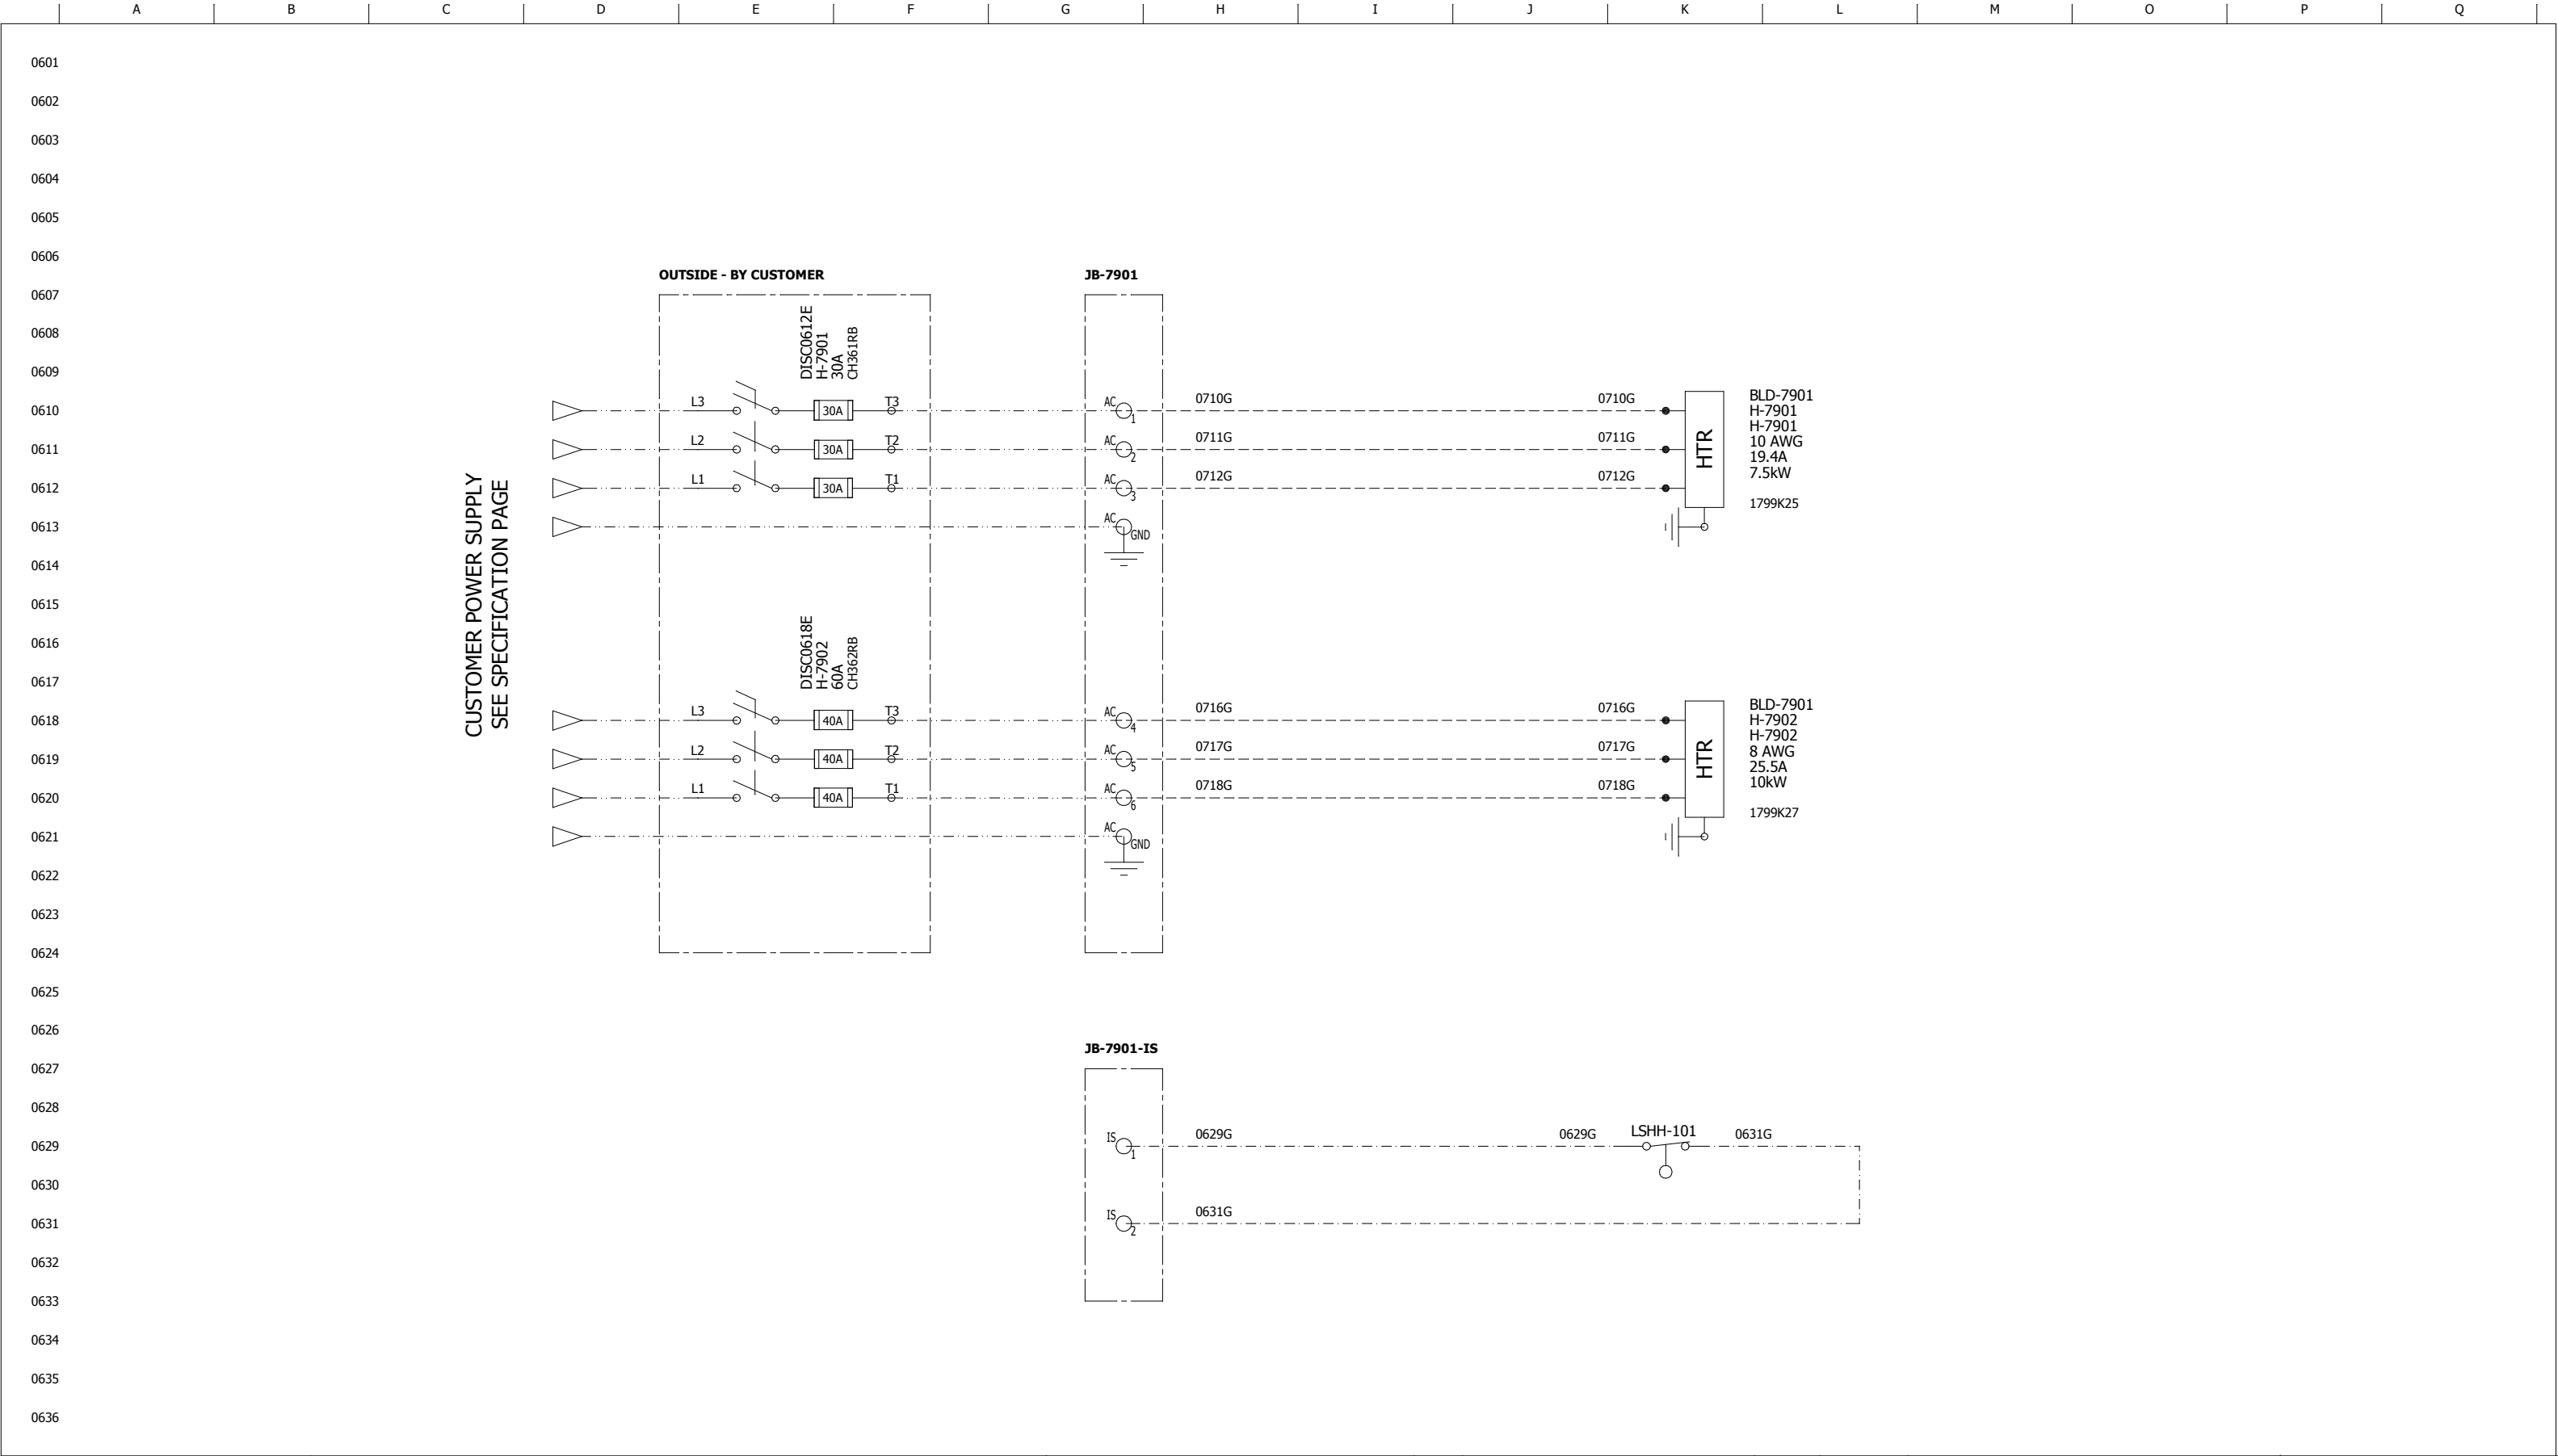 A B C D E F G H I J K L M O P Q
0601
0602
0603
0604
0605
0606
OUTSIDE - BY CUSTOMER
JB-7901
0607
0608
0609
DISC0612E
H-7901
30A
CH361RB
0610
L3
30A
T3
AC
1
0710G
0710G
0611
L2
30A
T2
AC
2
0711G
0711G
0612
L1
30A
T1
AC
3
0712G
0712G
HTR
BLD-7901
H-7901
H-7901
10 AWG
19.4A
7.5kW
1799K25
0613
AC
GND
CUSTOMER POWER SUPPLY
SEE SPECIFICATION PAGE
0614
0615
0616
0617
DISC0618E
H-7902
60A
CH362RB
0618
L3
40A
T3
AC
4
0716G
0716G
0619
L2
40A
T2
AC
5
0717G
0717G
0620
L1
40A
T1
AC
6
0718G
0718G
HTR
BLD-7901
H-7902
H-7902
8 AWG
25.5A
10kW
1799K27
0621
AC
GND
0622
0623
0624
0625
0626
JB-7901-IS
0627
0628
0629
IS
1
0629G
0629G
LSHH-101
0631G
0630
0631
IS
2
0631G
0632
0633
0634
0635
0636